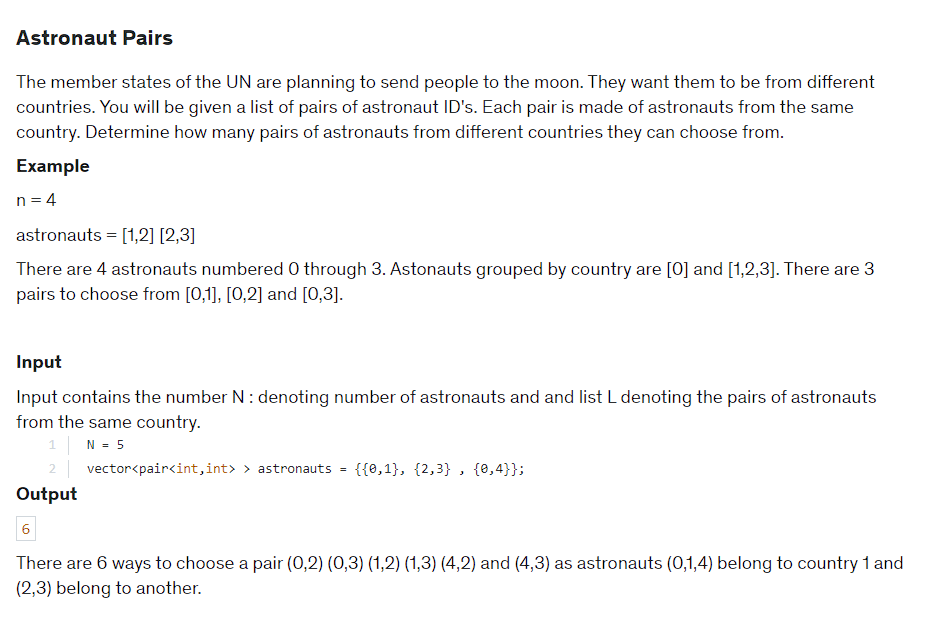 Astronaut Pairs
The member states of the UN are planning to send people to the moon. They want them to be from different
countries. You will be given a list of pairs of astronaut ID's. Each pair is made of astronauts from the same
country. Determine how many pairs of astronauts from different countries they can choose from.
Example
n = 4
astronauts = [1,2] [2,3]
There are 4 astronauts numbered 0 through 3. Astonauts grouped by country are [0] and [1,2,3]. There are 3
pairs to choose from [0,1], [0,2] and [0,3].
Input
Input contains the number N : denoting number of astronauts and and list L denoting the pairs of astronauts
from the same country.
1 N = 5
2 vector<pair<int,int> > astronauts = {{0,1}, {2,3} , {0,4}};
Output
6
There are 6 ways to choose a pair (0,2) (0,3) (1,2) (1,3) (4,2) and (4,3) as astronauts (0,1,4) belong to country 1 and
(2,3) belong to another.